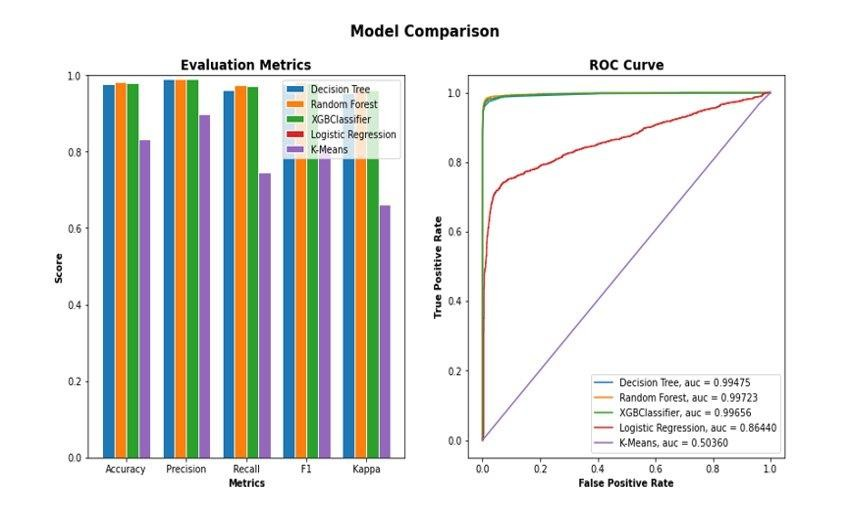 Model Comparison
Evaluation Metrics
1.0
0.8
0.6
0.4
0.2
0.0
Score
Decision Tree
Random Forest
XGBClassifier
Logistic Regression
K-Means
Accuracy Precision Recall F1 Kappa
Metrics
ROC Curve
1.0
0.8
0.6
0.4
0.2
0.0
True Positive Rate
Decision Tree, auc = 0.99475
Random Forest, auc = 0.99723
XGBClassifier, auc = 0.99656
Logistic Regression, auc = 0.86440
K-Means, auc = 0.50360
0.0 0.2 0.4 0.6 0.8 1.0
False Positive Rate